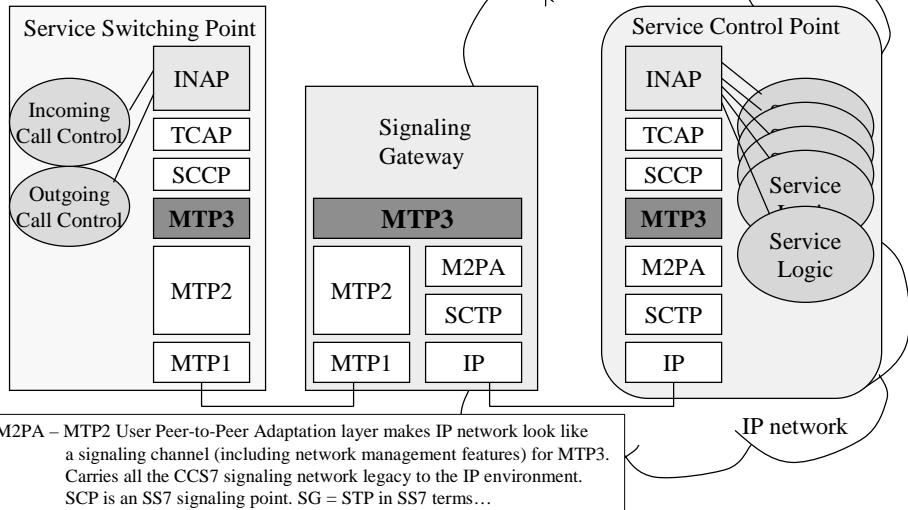 Service Switching Point
INAP
Incoming
Call Control
TCAP
SCCP
Outgoing
Call Control
MTP3
MTP2
MTP1
Signaling
Gateway
MTP3
MTP2
M2PA
SCTP
MTP1
IP
Service Control Point
INAP
TCAP
SCCP
MTP3
M2PA
SCTP
IP
Service
Service
Logic
IP network
M2PA – MTP2 User Peer-to-Peer Adaptation layer makes IP network look like
a signaling channel (including network management features) for MTP3.
Carries all the CCS7 signaling network legacy to the IP environment.
SCP is an SS7 signaling point. SG = STP in SS7 terms…